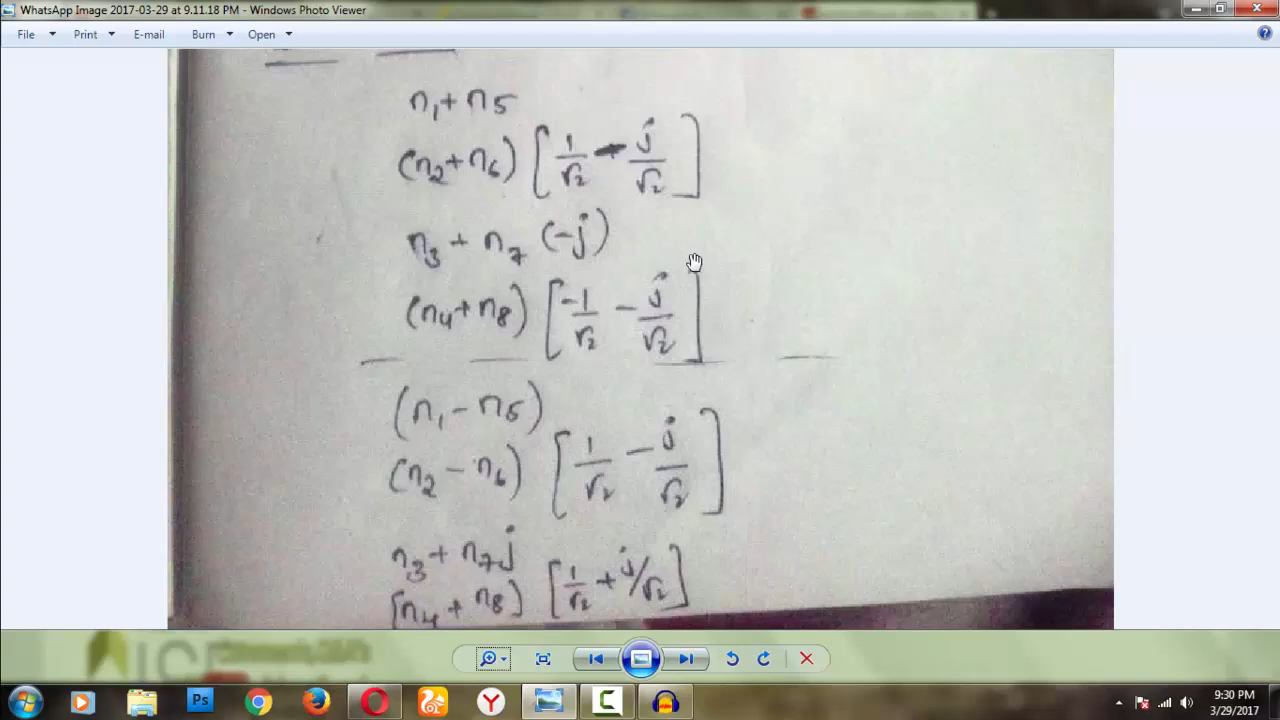 WhatsApp Image 2017-03-29 at 9.11.18 PM - Windows Photo Viewer
File Print E-mail Burn Open
n₁ + n₅
(n₂ + n₆) [1/√2 - j/√2]
n₃ + n₇ (-j)
(n₄ + n₈) [-1/√2 - j/√2]
(n₁ - n₅)
(n₂ - n₆) [1/√2 - j/√2]
n₃ + n₇ j
[n₄ + n₈) [1/√2 + j/√2]
Ps
9:30 PM
3/29/2017